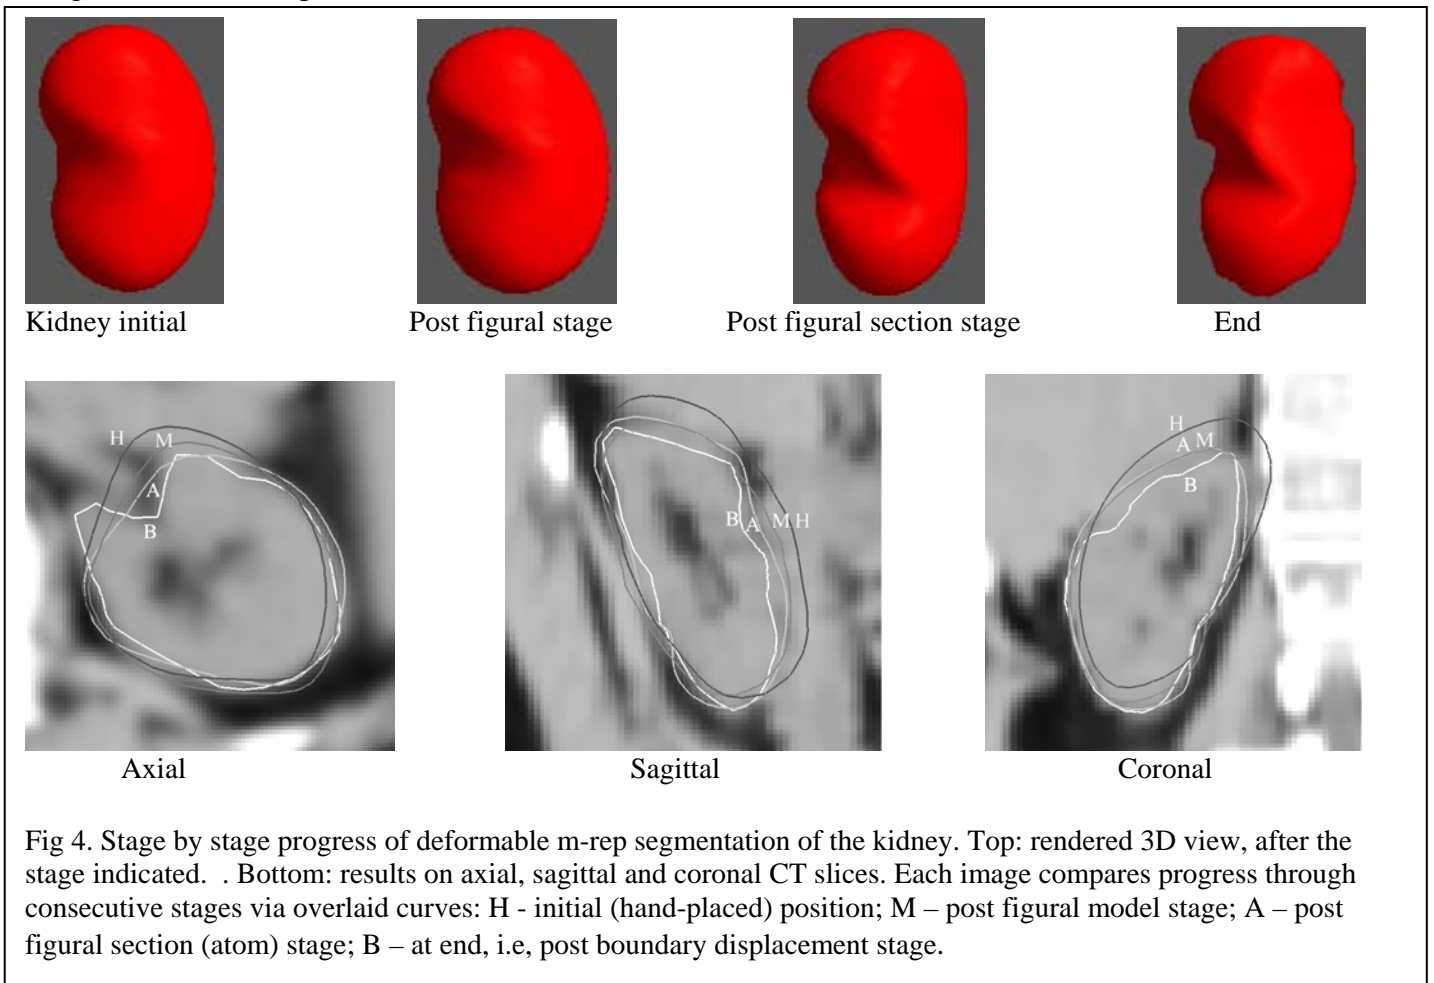 Kidney initial Post figural stage Post figural section stage End
H M
A
B
B A M H
H
A M
B
Axial Sagittal Coronal
Fig 4. Stage by stage progress of deformable m-rep segmentation of the kidney. Top: rendered 3D view, after the
stage indicated. . Bottom: results on axial, sagittal and coronal CT slices. Each image compares progress through
consecutive stages via overlaid curves: H - initial (hand-placed) position; M – post figural model stage; A – post
figural section (atom) stage; B – at end, i.e, post boundary displacement stage.